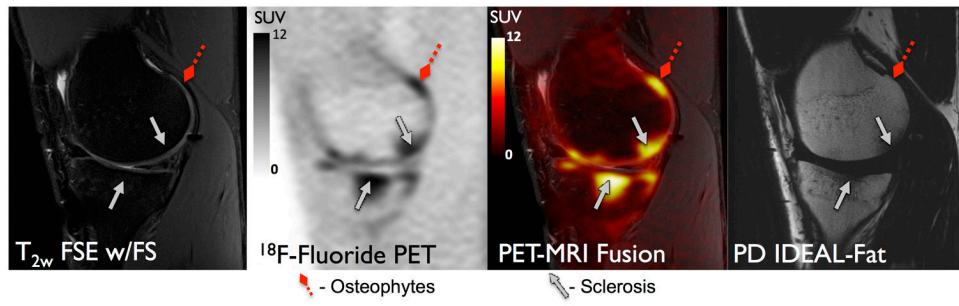 SUV
12
0
SUV
12
0
T2w FSE w/FS
18F-Fluoride PET
PET-MRI Fusion
PD IDEAL-Fat
- Osteophytes
- Sclerosis